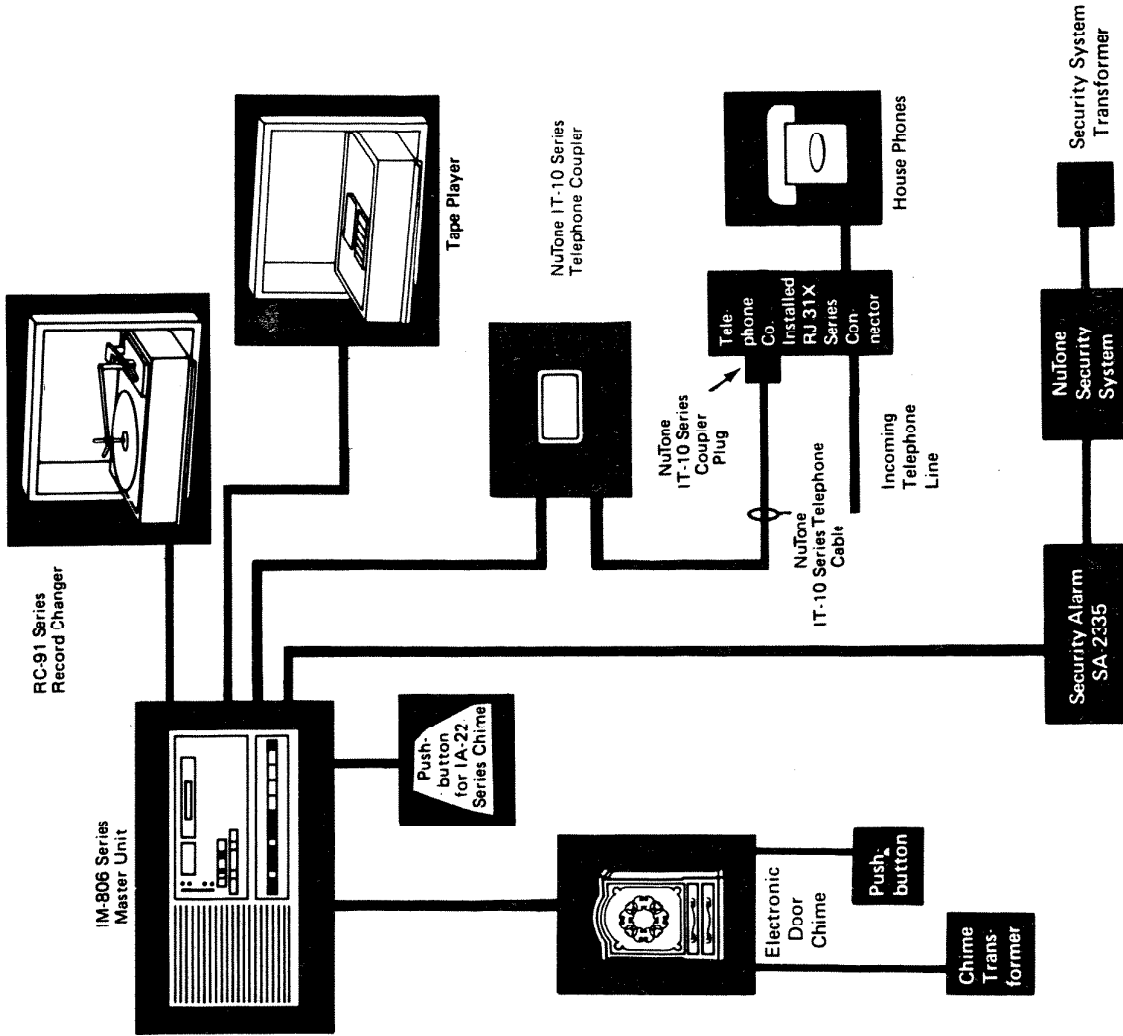 RC-91 Series
Record Changer
Tape Player
IM-806 Series
Master Unit
NuTone IT-10 Series
Telephone Coupler
Push-
button
for IA-22
Series Chime
NuTone
IT-10 Series
Coupler
Plug
Tele-
phone
Co.
Installed
RJ 31X
Series
Con-
nector
House Phones
NuTone
IT-10 Series Telephone
Cable
Incoming
Telephone
Line
Electronic
Door
Chime
Push-
button
Chime
Trans-
former
Security Alarm
SA-2335
NuTone
Security
System
Security System
Transformer